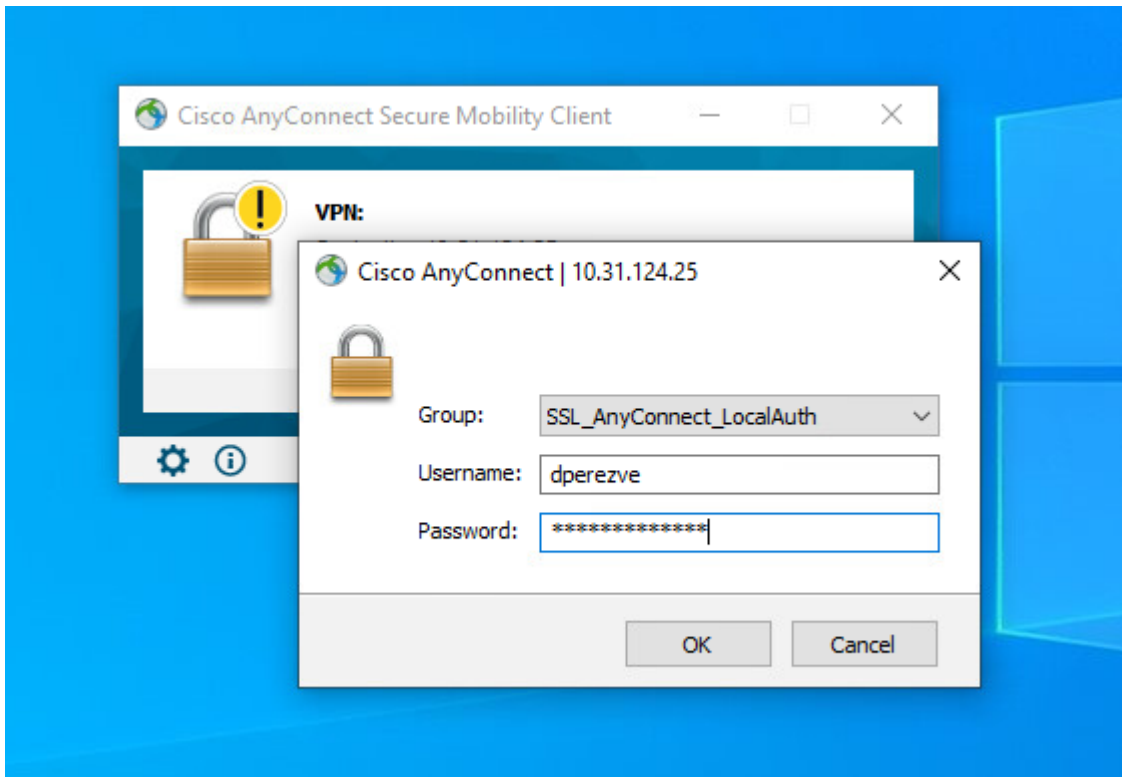 Cisco AnyConnect Secure Mobility Client
VPN:
Cisco AnyConnect | 10.31.124.25
Group: SSL_AnyConnect_LocalAuth
Username: dperezve
Password: *************
OK Cancel